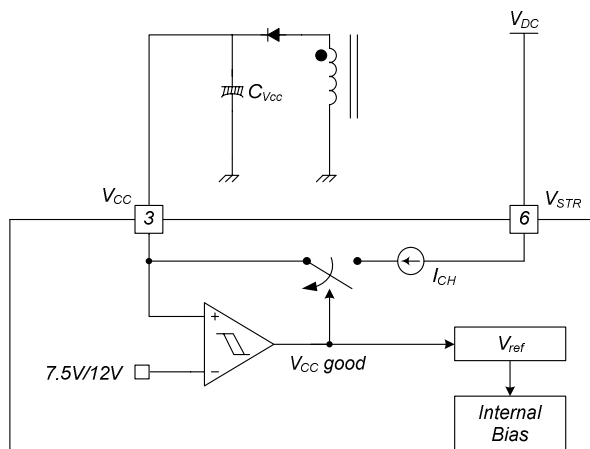 V_DC
C_Vcc
V_CC
3
6
V_STR
I_CH
+
7.5V/12V
−
V_CC good
V_ref
Internal
Bias